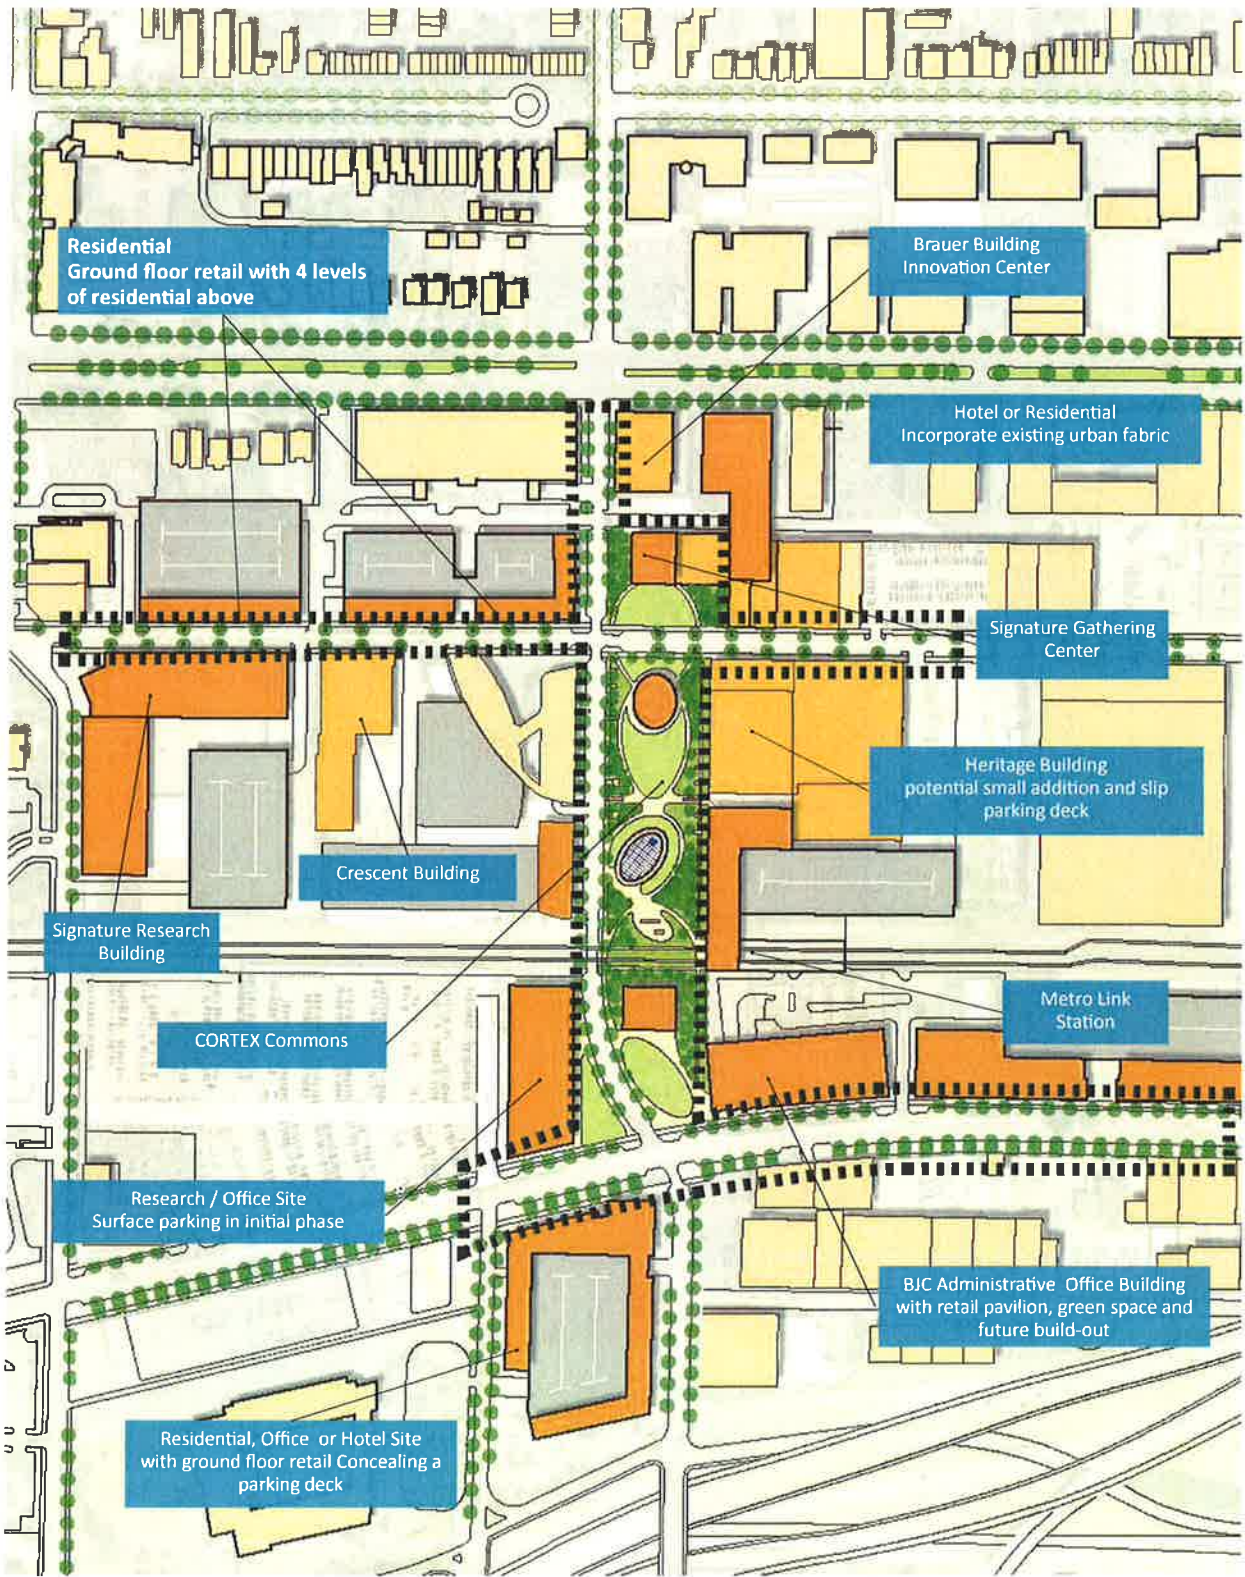 Residential
Ground floor retail with 4 levels
of residential above
Brauer Building
Innovation Center
Hotel or Residential
Incorporate existing urban fabric
Signature Gathering
Center
Heritage Building
potential small addition and slip
parking deck
Crescent Building
Signature Research
Building
Metro Link
Station
CORTEX Commons
Research / Office Site
Surface parking in initial phase
BJC Administrative Office Building
with retail pavilion, green space and
future build-out
Residential, Office or Hotel Site
with ground floor retail Concealing a
parking deck